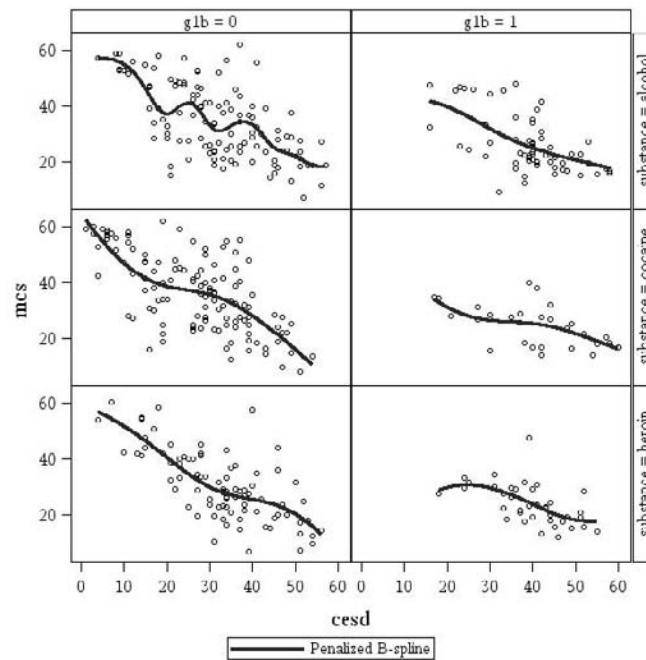 g1b = 0
g1b = 1
60
40
20
substance = alcohol
60
40
20
substance = cocaine
mcs
60
40
20
substance = heroin
0 10 20 30 40 50 60
0 10 20 30 40 50 60
cesd
Penalized B-spline